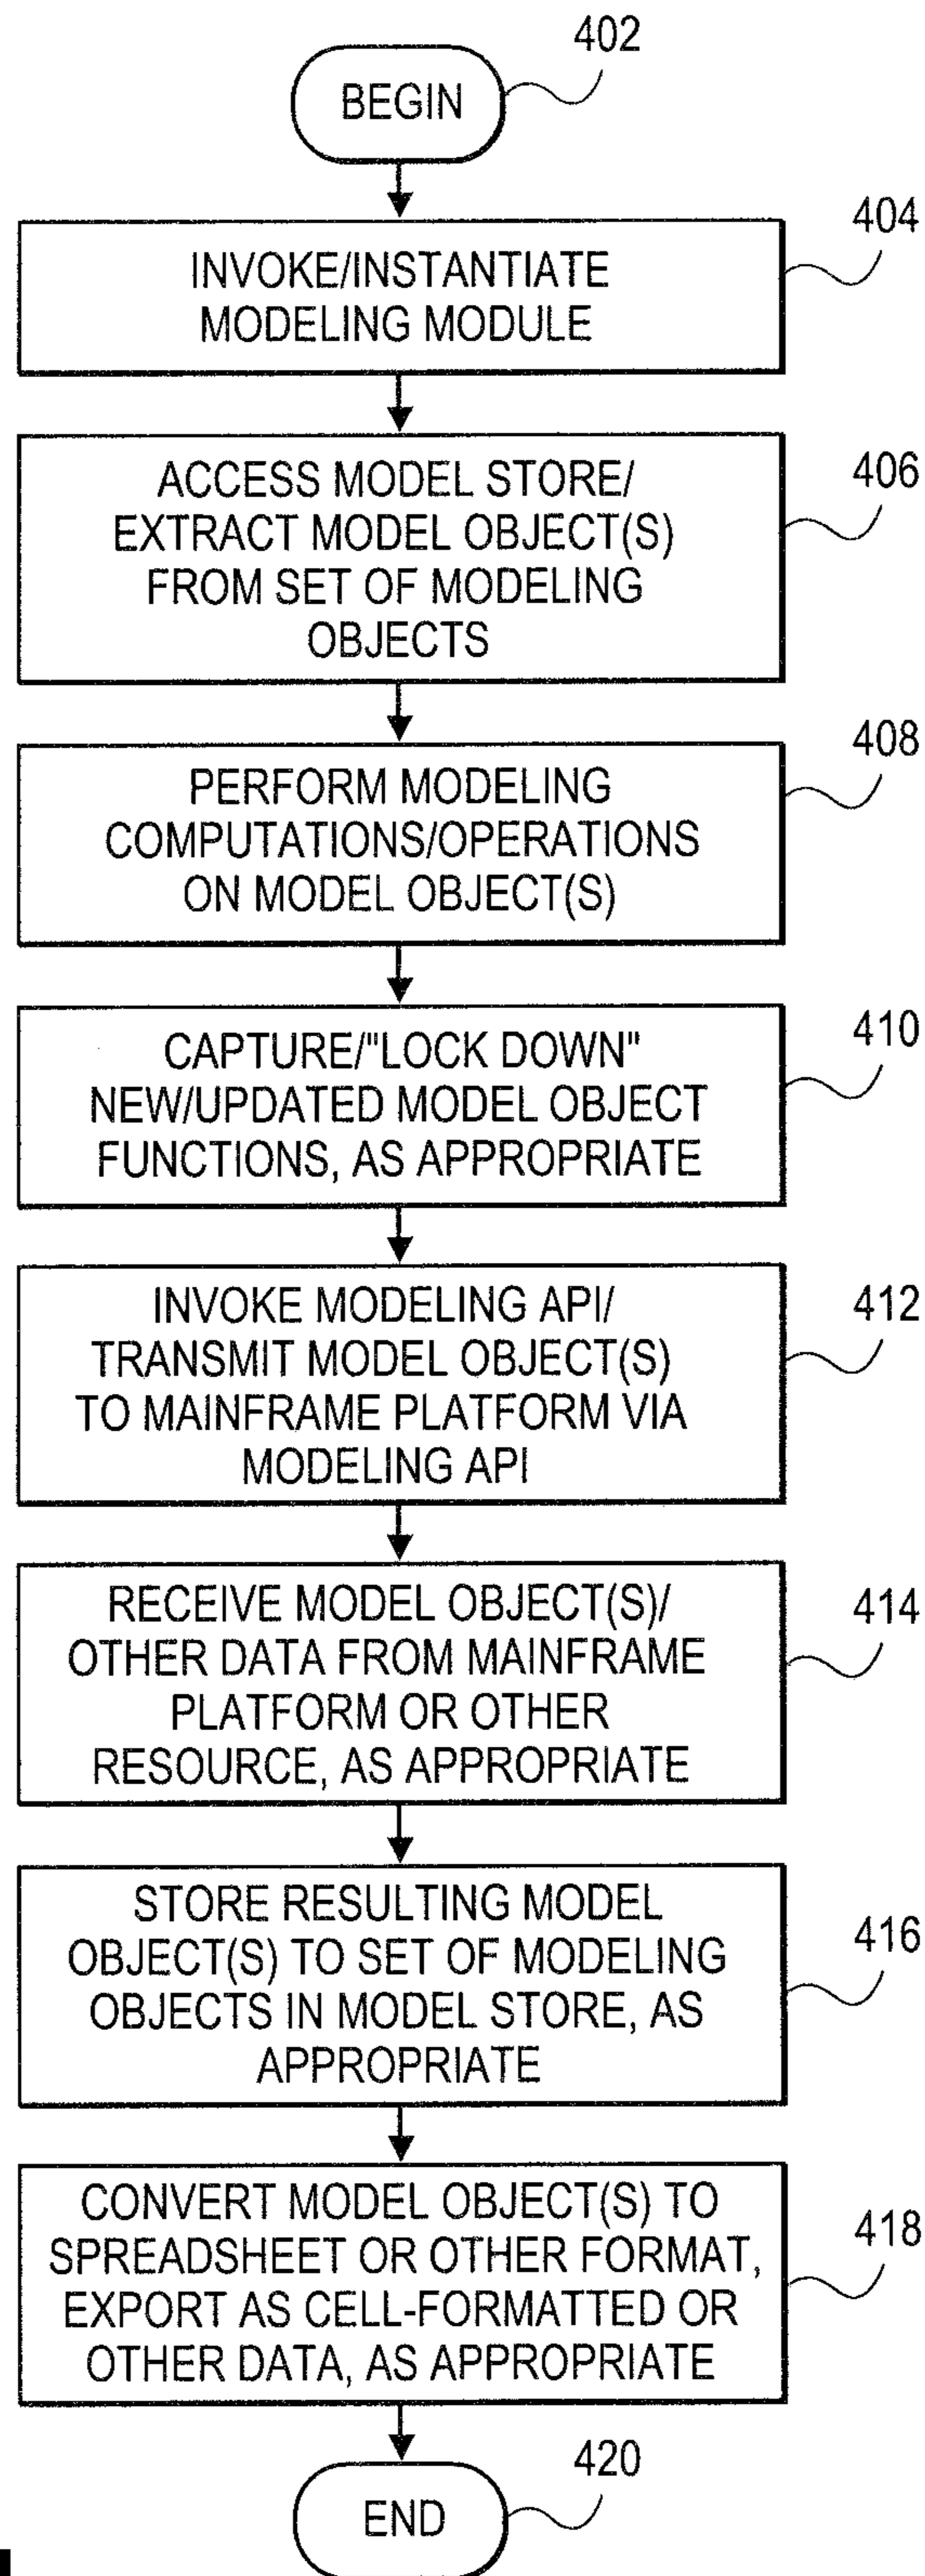 402
BEGIN
404
INVOKE/INSTANTIATE
MODELING MODULE
406
ACCESS MODEL STORE/
EXTRACT MODEL OBJECT(S)
FROM SET OF MODELING
OBJECTS
408
PERFORM MODELING
COMPUTATIONS/OPERATIONS
ON MODEL OBJECT(S)
410
CAPTURE/"LOCK DOWN"
NEW/UPDATED MODEL OBJECT
FUNCTIONS, AS APPROPRIATE
412
INVOKE MODELING API/
TRANSMIT MODEL OBJECT(S)
TO MAINFRAME PLATFORM VIA
MODELING API
414
RECEIVE MODEL OBJECT(S)/
OTHER DATA FROM MAINFRAME
PLATFORM OR OTHER
RESOURCE, AS APPROPRIATE
416
STORE RESULTING MODEL
OBJECT(S) TO SET OF MODELING
OBJECTS IN MODEL STORE, AS
APPROPRIATE
418
CONVERT MODEL OBJECT(S) TO
SPREADSHEET OR OTHER FORMAT,
EXPORT AS CELL-FORMATTED OR
OTHER DATA, AS APPROPRIATE
420
END